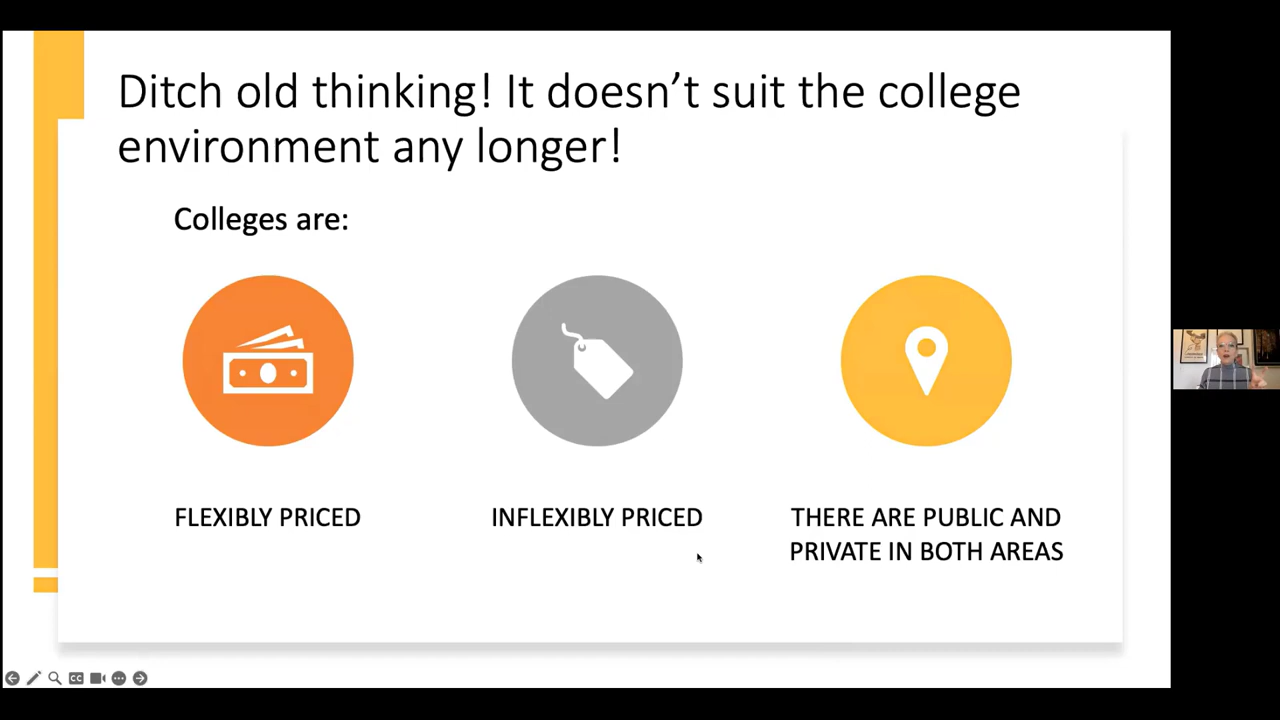 Ditch old thinking! It doesn’t suit the college
environment any longer!
Colleges are:
FLEXIBLY PRICED
INFLEXIBLY PRICED
THERE ARE PUBLIC AND
PRIVATE IN BOTH AREAS
CC